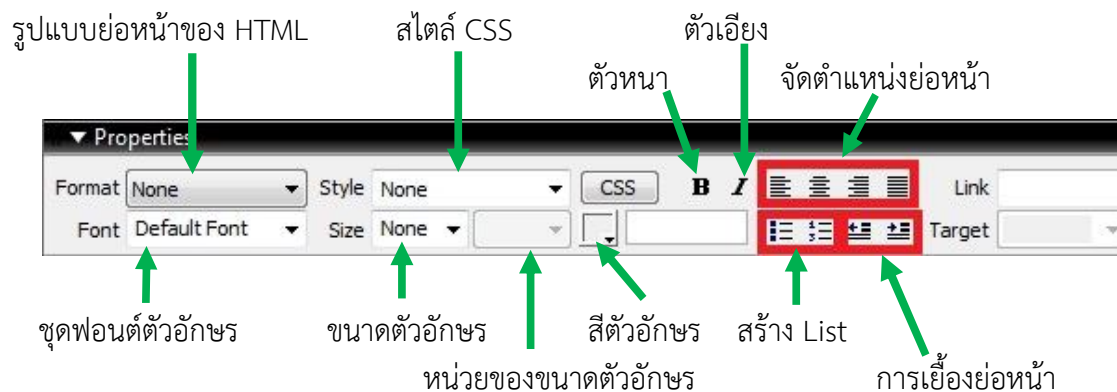 รูปแบบย่อหน้าของ HTML สไตล์ CSS ตัวเอียง
ตัวหนา จัดตำแหน่งย่อหน้า
Properties
Format None Style None CSS B I Link
Font Default Font Size None Target
ชุดฟอนต์ตัวอักษร ขนาดตัวอักษร สีตัวอักษร สร้าง List
หน่วยของขนาดตัวอักษร การเยื้องย่อหน้า